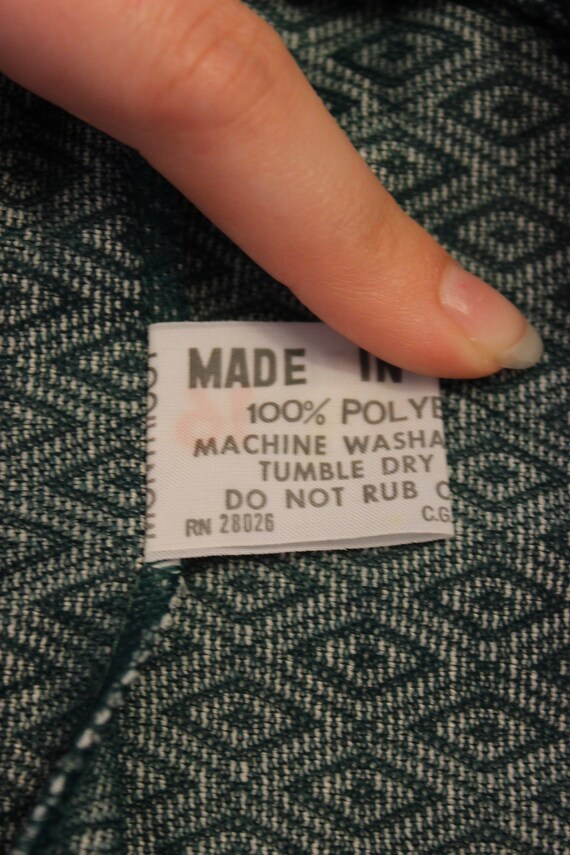 MADE IN
100% POLYE
MACHINE WASHA
TUMBLE DRY
DO NOT RUB C
RN 28026
C.G